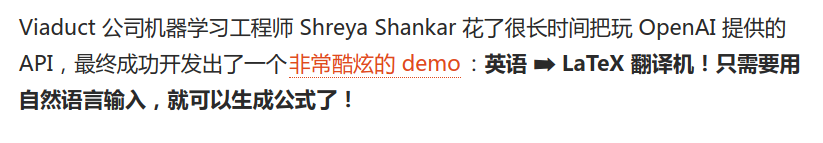 Viaduct 公司机器学习工程师 Shreya Shankar 花了很长时间把玩 OpenAI 提供的
API，最终成功开发出了一个非常酷炫的 demo ：英语 ➡ LaTeX 翻译机！只需要用
自然语言输入，就可以生成公式了！